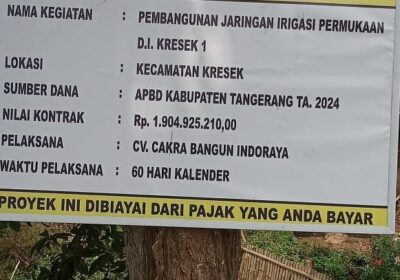 NAMA KEGIATAN : PEMBANGUNAN JARINGAN IRIGASI PERMUKAAN
D.I. KRESEK 1
LOKASI : KECAMATAN KRESEK
SUMBER DANA : APBD KABUPATEN TANGERANG TA. 2024
NILAI KONTRAK : Rp. 1.904.925.210,00
PELAKSANA : CV. CAKRA BANGUN INDORAYA
WAKTU PELAKSANA : 60 HARI KALENDER
PROYEK INI DIBIAYAI DARI PAJAK YANG ANDA BAYAR